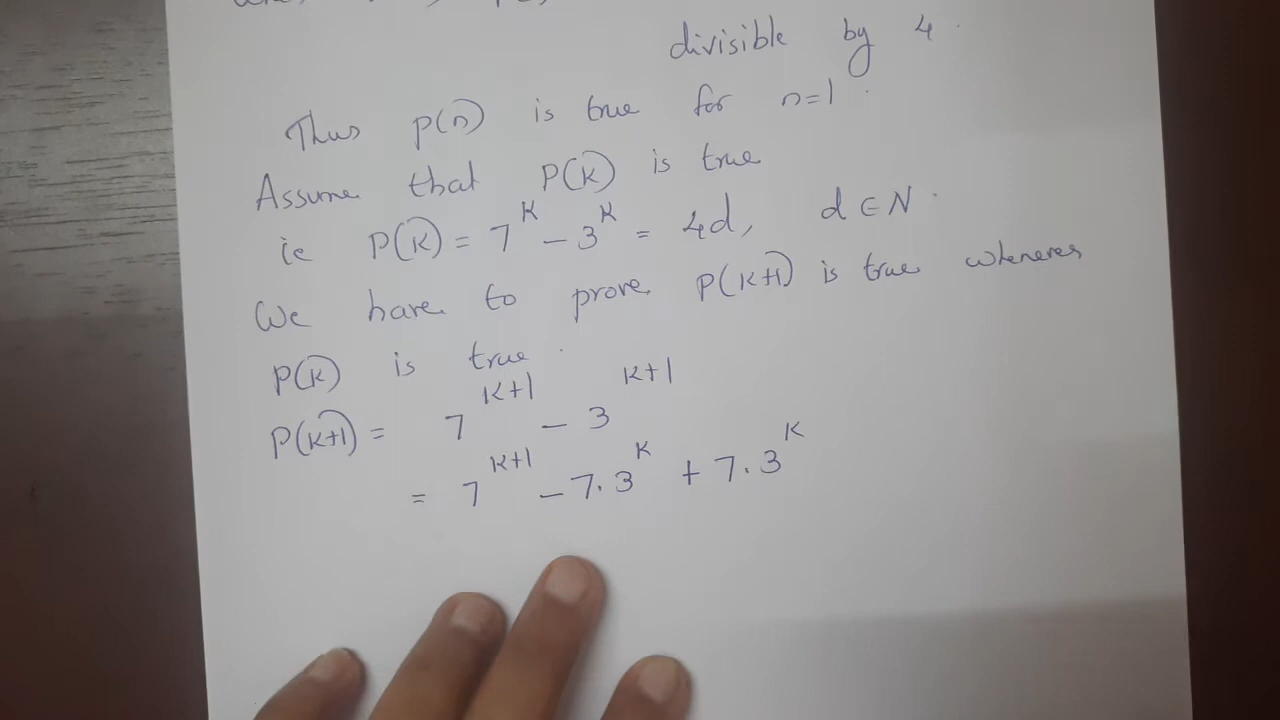 divisible by 4.
Thus p(n) is true for n=1.
Assume that P(k) is true
ie P(k) = 7^k - 3^k = 4d, d ∈ N.
We have to prove P(k+1) is true whenever
P(k) is true.
P(k+1) = 7^{k+1} - 3^{k+1}
= 7^{k+1} - 7.3^k + 7.3^k